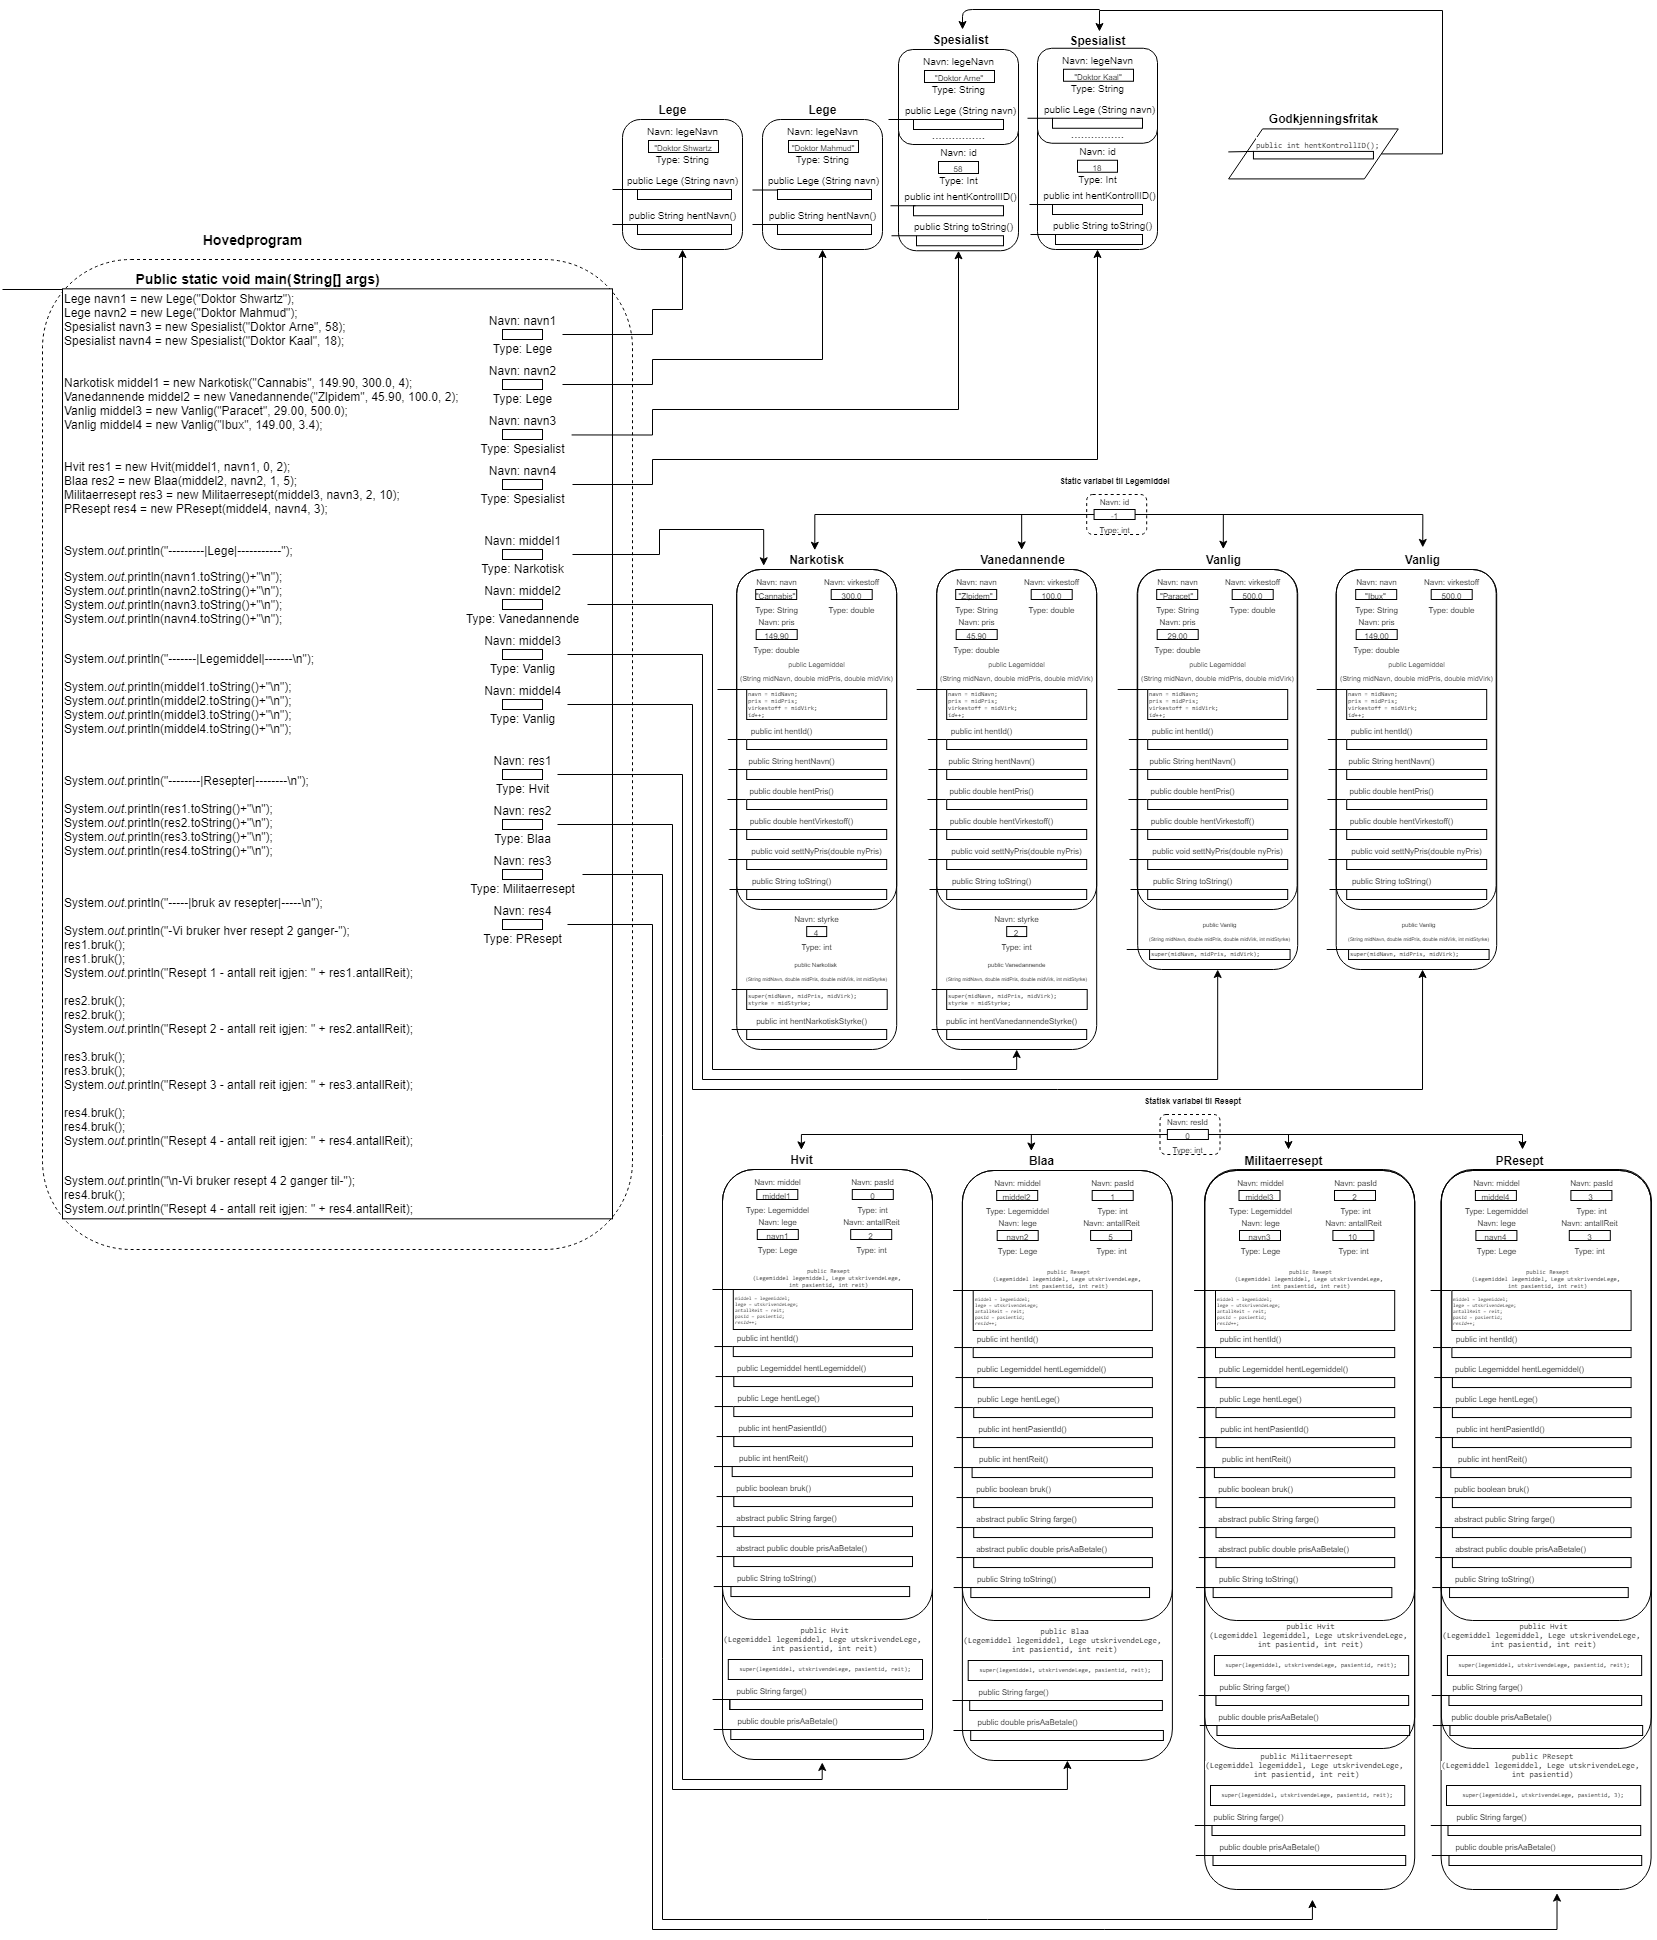 Hovedprogram
Public static void main(String[] args)
Lege navn1 = new Lege("Doktor Shwartz");
Lege navn2 = new Lege("Doktor Mahmud");
Spesialist navn3 = new Spesialist("Doktor Arne", 58);
Spesialist navn4 = new Spesialist("Doktor Kaal", 18);
Narkotisk middel1 = new Narkotisk("Cannabis", 149.90, 300.0, 4);
Vanedannende middel2 = new Vanedannende("ZIpidem", 45.90, 100.0, 2);
Vanlig middel3 = new Vanlig("Paracet", 29.00, 500.0);
Vanlig middel4 = new Vanlig("Ibux", 149.00, 3.4);
Hvit res1 = new Hvit(middel1, navn1, 0, 2);
Blaa res2 = new Blaa(middel2, navn2, 1, 5);
Militaerresept res3 = new Militaerresept(middel3, navn3, 2, 10);
PResept res4 = new PResept(middel4, navn4, 3);
System.out.println("---------|Lege|-----------");
System.out.println(navn1.toString()+"\n");
System.out.println(navn2.toString()+"\n");
System.out.println(navn3.toString()+"\n");
System.out.println(navn4.toString()+"\n");
System.out.println("-------|Legemiddel|-------\n");
System.out.println(middel1.toString()+"\n");
System.out.println(middel2.toString()+"\n");
System.out.println(middel3.toString()+"\n");
System.out.println(middel4.toString()+"\n");
System.out.println("--------|Resepter|--------\n");
System.out.println(res1.toString()+"\n");
System.out.println(res2.toString()+"\n");
System.out.println(res3.toString()+"\n");
System.out.println(res4.toString()+"\n");
System.out.println("-----|bruk av resepter|-----\n");
System.out.println("-Vi bruker hver resept 2 ganger-");
res1.bruk();
res1.bruk();
System.out.println("Resept 1 - antall reit igjen: " + res1.antallReit);
res2.bruk();
res2.bruk();
System.out.println("Resept 2 - antall reit igjen: " + res2.antallReit);
res3.bruk();
res3.bruk();
System.out.println("Resept 3 - antall reit igjen: " + res3.antallReit);
res4.bruk();
res4.bruk();
System.out.println("Resept 4 - antall reit igjen: " + res4.antallReit);
System.out.println("\n-Vi bruker resept 4 2 ganger til-");
res4.bruk();
System.out.println("Resept 4 - antall reit igjen: " + res4.antallReit);
Navn: navn1
Type: Lege
Navn: navn2
Type: Lege
Navn: navn3
Type: Spesialist
Navn: navn4
Type: Spesialist
Navn: middel1
Type: Narkotisk
Navn: middel2
Type: Vanedannende
Navn: middel3
Type: Vanlig
Navn: middel4
Type: Vanlig
Navn: res1
Type: Hvit
Navn: res2
Type: Blaa
Navn: res3
Type: Militaerresept
Navn: res4
Type: PResept
Lege
Navn: legeNavn
"Doktor Shwartz
Type: String
public Lege (String navn)
public String hentNavn()
Lege
Navn: legeNavn
"Doktor Mahmud"
Type: String
public Lege (String navn)
public String hentNavn()
Spesialist
Navn: legeNavn
"Doktor Arne"
Type: String
public Lege (String navn)
................
Navn: id
58
Type: Int
public int hentKontrollID()
public String toString()
Spesialist
Navn: legeNavn
"Doktor Kaal"
Type: String
public Lege (String navn)
................
Navn: id
18
Type: Int
public int hentKontrollID()
public String toString()
Godkjenningsfritak
public int hentKontrollID();
Static variabel til Legemiddel
Navn: id
-1
Type: int
Narkotisk
Navn: navn
"Cannabis"
Type: String
Navn: virkestoff
300.0
Type: double
Navn: pris
149.90
Type: double
public Legemiddel
(String midNavn, double midPris, double midVirk)
navn = midNavn;
pris = midPris;
virkestoff = midVirk;
id++;
public int hentId()
public String hentNavn()
public double hentPris()
public double hentVirkestoff()
public void settNyPris(double nyPris)
public String toString()
Navn: styrke
4
Type: int
public Narkotisk
(String midNavn, double midPris, double midVirk, int midStyrke)
super(midNavn, midPris, midVirk);
styrke = midStyrke;
public int hentNarkotiskStyrke()
Vanedannende
Navn: navn
"ZIpidem"
Type: String
Navn: virkestoff
100.0
Type: double
Navn: pris
45.90
Type: double
public Legemiddel
(String midNavn, double midPris, double midVirk)
navn = midNavn;
pris = midPris;
virkestoff = midVirk;
id++;
public int hentId()
public String hentNavn()
public double hentPris()
public double hentVirkestoff()
public void settNyPris(double nyPris)
public String toString()
Navn: styrke
2
Type: int
public Vanedannende
(String midNavn, double midPris, double midVirk, int midStyrke)
super(midNavn, midPris, midVirk);
styrke = midStyrke;
public int hentVanedannendeStyrke()
Vanlig
Navn: navn
"Paracet"
Type: String
Navn: virkestoff
500.0
Type: double
Navn: pris
29.00
Type: double
public Legemiddel
(String midNavn, double midPris, double midVirk)
navn = midNavn;
pris = midPris;
virkestoff = midVirk;
id++;
public int hentId()
public String hentNavn()
public double hentPris()
public double hentVirkestoff()
public void settNyPris(double nyPris)
public String toString()
public Vanlig
(String midNavn, double midPris, double midVirk, int midStyrke)
super(midNavn, midPris, midVirk);
Vanlig
Navn: navn
"Ibux"
Type: String
Navn: virkestoff
500.0
Type: double
Navn: pris
149.00
Type: double
public Legemiddel
(String midNavn, double midPris, double midVirk)
navn = midNavn;
pris = midPris;
virkestoff = midVirk;
id++;
public int hentId()
public String hentNavn()
public double hentPris()
public double hentVirkestoff()
public void settNyPris(double nyPris)
public String toString()
public Vanlig
(String midNavn, double midPris, double midVirk, int midStyrke)
super(midNavn, midPris, midVirk);
Statisk variabel til Resept
Navn: resId
0
Type: int
Hvit
Navn: middel
middel1
Type: Legemiddel
Navn: pasId
0
Type: int
Navn: lege
navn1
Type: Lege
Navn: antallReit
2
Type: int
public Resept
(Legemiddel legemiddel, Lege utskrivendeLege,
int pasientid, int reit)
middel = legemiddel;
lege = utskrivendeLege;
antallReit = reit;
pasid = pasientid;
resId++;
public int hentId()
public Legemiddel hentLegemiddel()
public Lege hentLege()
public int hentPasientId()
public int hentReit()
public boolean bruk()
abstract public String farge()
abstract public double prisAaBetale()
public String toString()
public Hvit
(Legemiddel legemiddel, Lege utskrivendeLege,
int pasientid, int reit)
super(legemiddel, utskrivendeLege, pasientid, reit);
public String farge()
public double prisAaBetale()
Blaa
Navn: middel
middel2
Type: Legemiddel
Navn: pasId
1
Type: int
Navn: lege
navn2
Type: Lege
Navn: antallReit
5
Type: int
public Resept
(Legemiddel legemiddel, Lege utskrivendeLege,
int pasientid, int reit)
middel = legemiddel;
lege = utskrivendeLege;
antallReit = reit;
pasid = pasientid;
resId++;
public int hentId()
public Legemiddel hentLegemiddel()
public Lege hentLege()
public int hentPasientId()
public int hentReit()
public boolean bruk()
abstract public String farge()
abstract public double prisAaBetale()
public String toString()
public Blaa
(Legemiddel legemiddel, Lege utskrivendeLege,
int pasientid, int reit)
super(legemiddel, utskrivendeLege, pasientid, reit);
public String farge()
public double prisAaBetale()
Militaerresept
Navn: middel
middel3
Type: Legemiddel
Navn: pasId
2
Type: int
Navn: lege
navn3
Type: Lege
Navn: antallReit
10
Type: int
public Resept
(Legemiddel legemiddel, Lege utskrivendeLege,
int pasientid, int reit)
middel = legemiddel;
lege = utskrivendeLege;
antallReit = reit;
pasid = pasientid;
resId++;
public int hentId()
public Legemiddel hentLegemiddel()
public Lege hentLege()
public int hentPasientId()
public int hentReit()
public boolean bruk()
abstract public String farge()
abstract public double prisAaBetale()
public String toString()
public Hvit
(Legemiddel legemiddel, Lege utskrivendeLege,
int pasientid, int reit)
super(legemiddel, utskrivendeLege, pasientid, reit);
public String farge()
public double prisAaBetale()
public Militaerresept
(Legemiddel legemiddel, Lege utskrivendeLege,
int pasientid, int reit)
super(legemiddel, utskrivendeLege, pasientid, reit);
public String farge()
public double prisAaBetale()
PResept
Navn: middel
middel4
Type: Legemiddel
Navn: pasId
3
Type: int
Navn: lege
navn4
Type: Lege
Navn: antallReit
3
Type: int
public Resept
(Legemiddel legemiddel, Lege utskrivendeLege,
int pasientid, int reit)
middel = legemiddel;
lege = utskrivendeLege;
antallReit = reit;
pasid = pasientid;
resId++;
public int hentId()
public Legemiddel hentLegemiddel()
public Lege hentLege()
public int hentPasientId()
public int hentReit()
public boolean bruk()
abstract public String farge()
abstract public double prisAaBetale()
public String toString()
public Hvit
(Legemiddel legemiddel, Lege utskrivendeLege,
int pasientid, int reit)
super(legemiddel, utskrivendeLege, pasientid, reit);
public String farge()
public double prisAaBetale()
public PResept
(Legemiddel legemiddel, Lege utskrivendeLege,
int pasientid)
super(legemiddel, utskrivendeLege, pasientid, 3);
public String farge()
public double prisAaBetale()